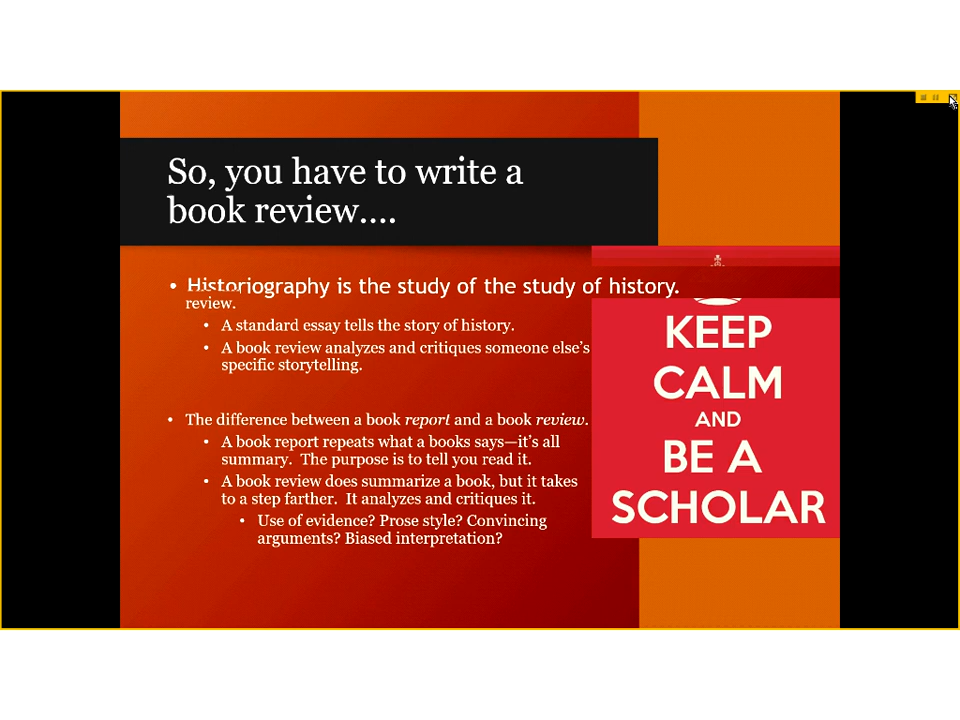 So, you have to write a
book review....
• Historiography is the study of the study of history.
review.
• A standard essay tells the story of history.
• A book review analyzes and critiques someone else's
specific storytelling.
• The difference between a book report and a book review.
• A book report repeats what a books says—it's all
summary. The purpose is to tell you read it.
• A book review does summarize a book, but it takes
to a step farther. It analyzes and critiques it.
• Use of evidence? Prose style? Convincing
arguments? Biased interpretation?
KEEP
CALM
AND
BE A
SCHOLAR